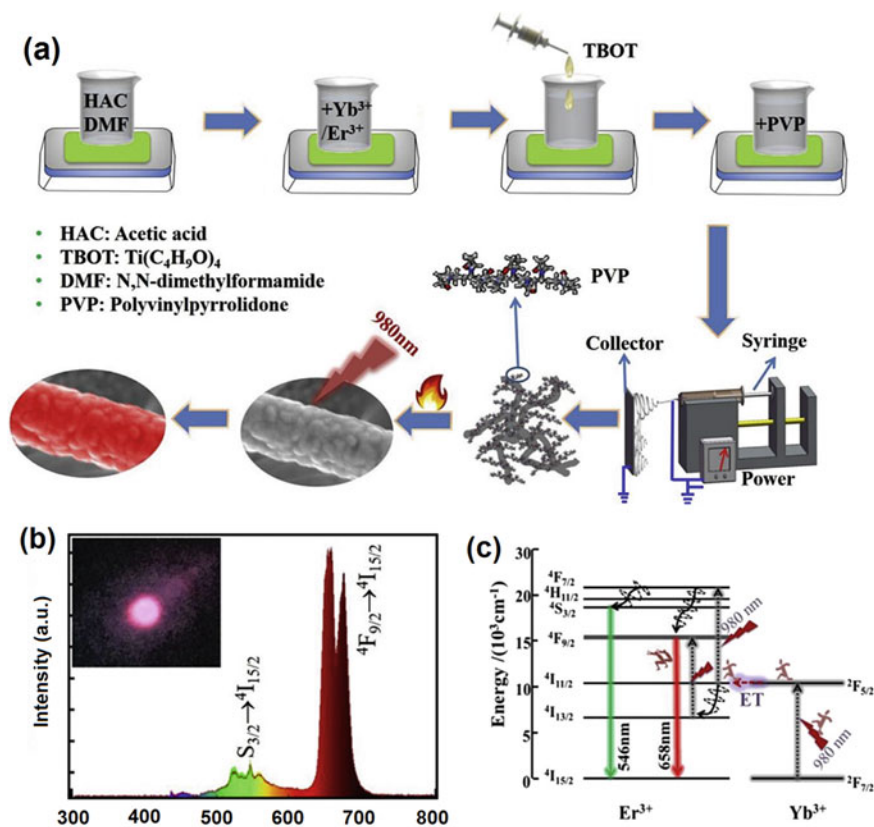 (a)
TBOT
HAC
DMF
+Yb³⁺
/Er³⁺
+PVP
• HAC: Acetic acid
• TBOT: Ti(C₄H₉O)₄
• DMF: N,N-dimethylformamide
• PVP: Polyvinylpyrrolidone
PVP
980nm
Collector
Syringe
Power
(b)
Intensity (a.u.)
S₃/₂→⁴I₁₅/₂
⁴F₉/₂→⁴I₁₅/₂
300 400 500 600 700 800
(c)
Energy /(10³cm⁻¹)
30
25
20
15
10
5
0
⁴F₇/₂
⁴H₁₁/₂
⁴S₃/₂
⁴F₉/₂
⁴I₁₁/₂
⁴I₁₃/₂
⁴I₁₅/₂
546nm
658nm
980 nm
ET
980 nm
²F₅/₂
²F₇/₂
Er³⁺ Yb³⁺